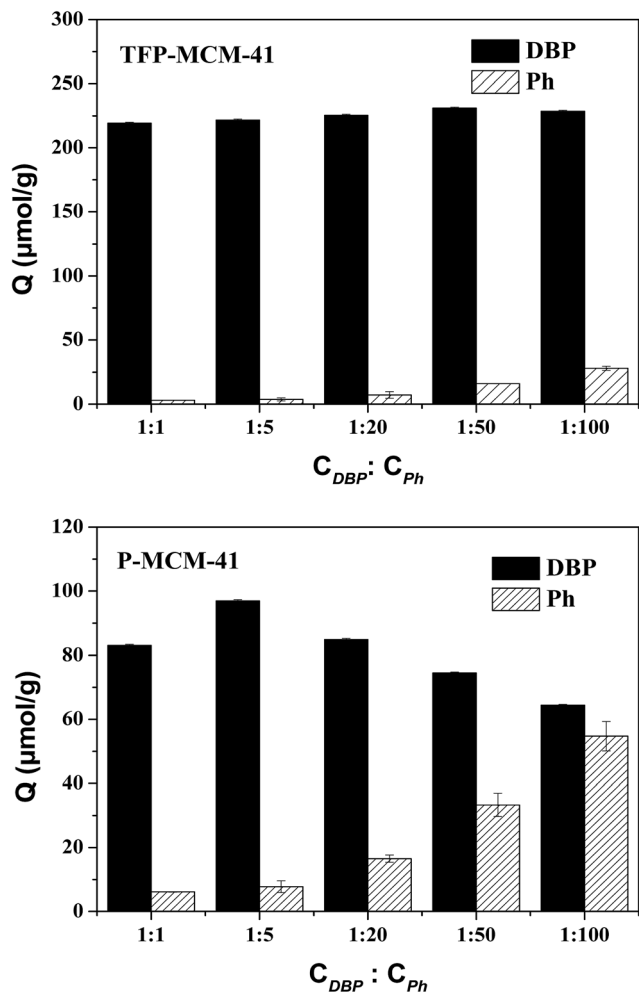 TFP-MCM-41
DBP
Ph
300
250
200
150
100
50
0
Q (μmol/g)
1:1 1:5 1:20 1:50 1:100
C_DBP: C_Ph
P-MCM-41
DBP
Ph
120
100
80
60
40
20
0
Q (μmol/g)
1:1 1:5 1:20 1:50 1:100
C_DBP : C_Ph